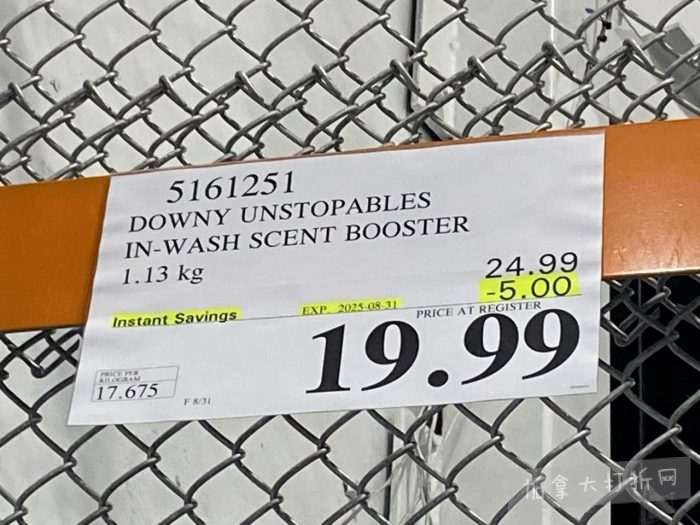 5161251
DOWNY UNSTOPABLES
IN-WASH SCENT BOOSTER
1.13 kg
24.99
-5.00
Instant Savings
EXP. 2025-08-31
PRICE AT REGISTER
19.99
PRICE PER
KILOGRAM
17.675
F 8/31
加拿大打折网